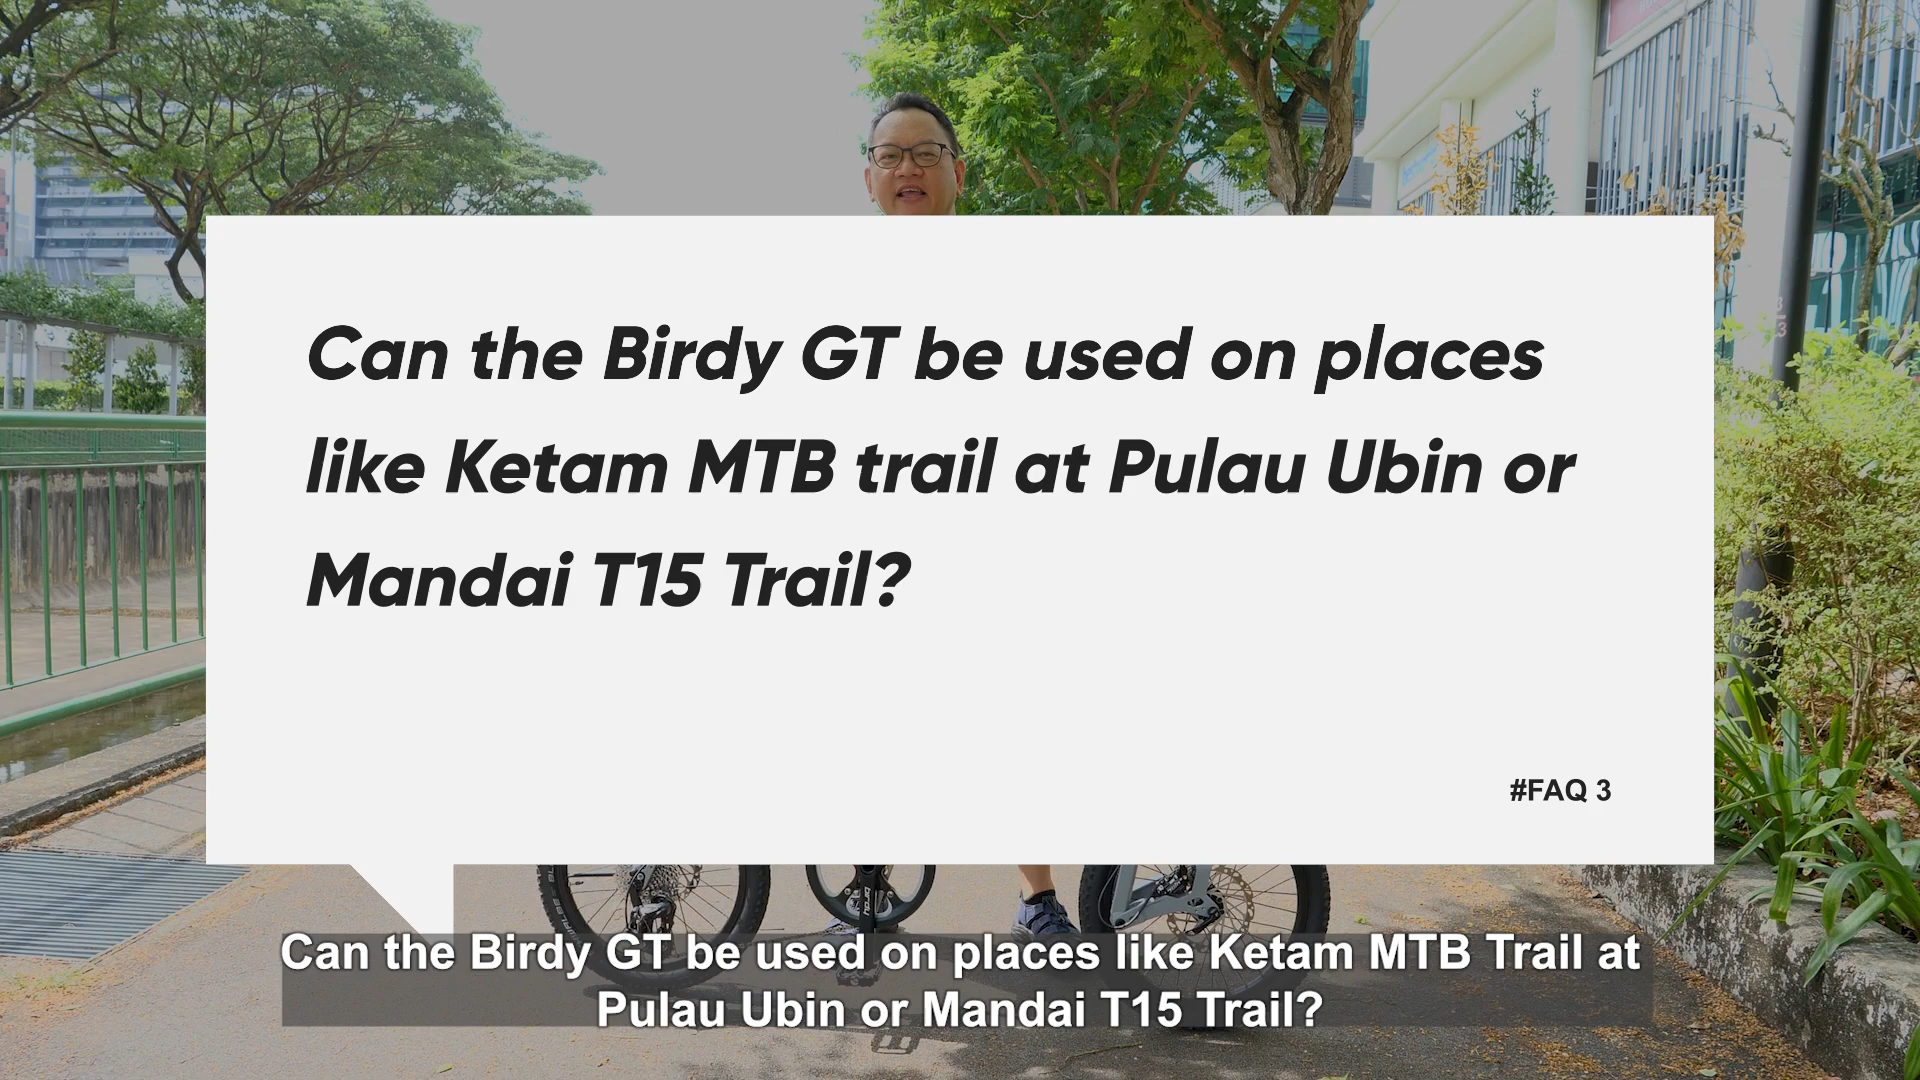 Can the Birdy GT be used on places
like Ketam MTB trail at Pulau Ubin or
Mandai T15 Trail?
#FAQ 3
birdy
Can the Birdy GT be used on places like Ketam MTB Trail at
Pulau Ubin or Mandai T15 Trail?